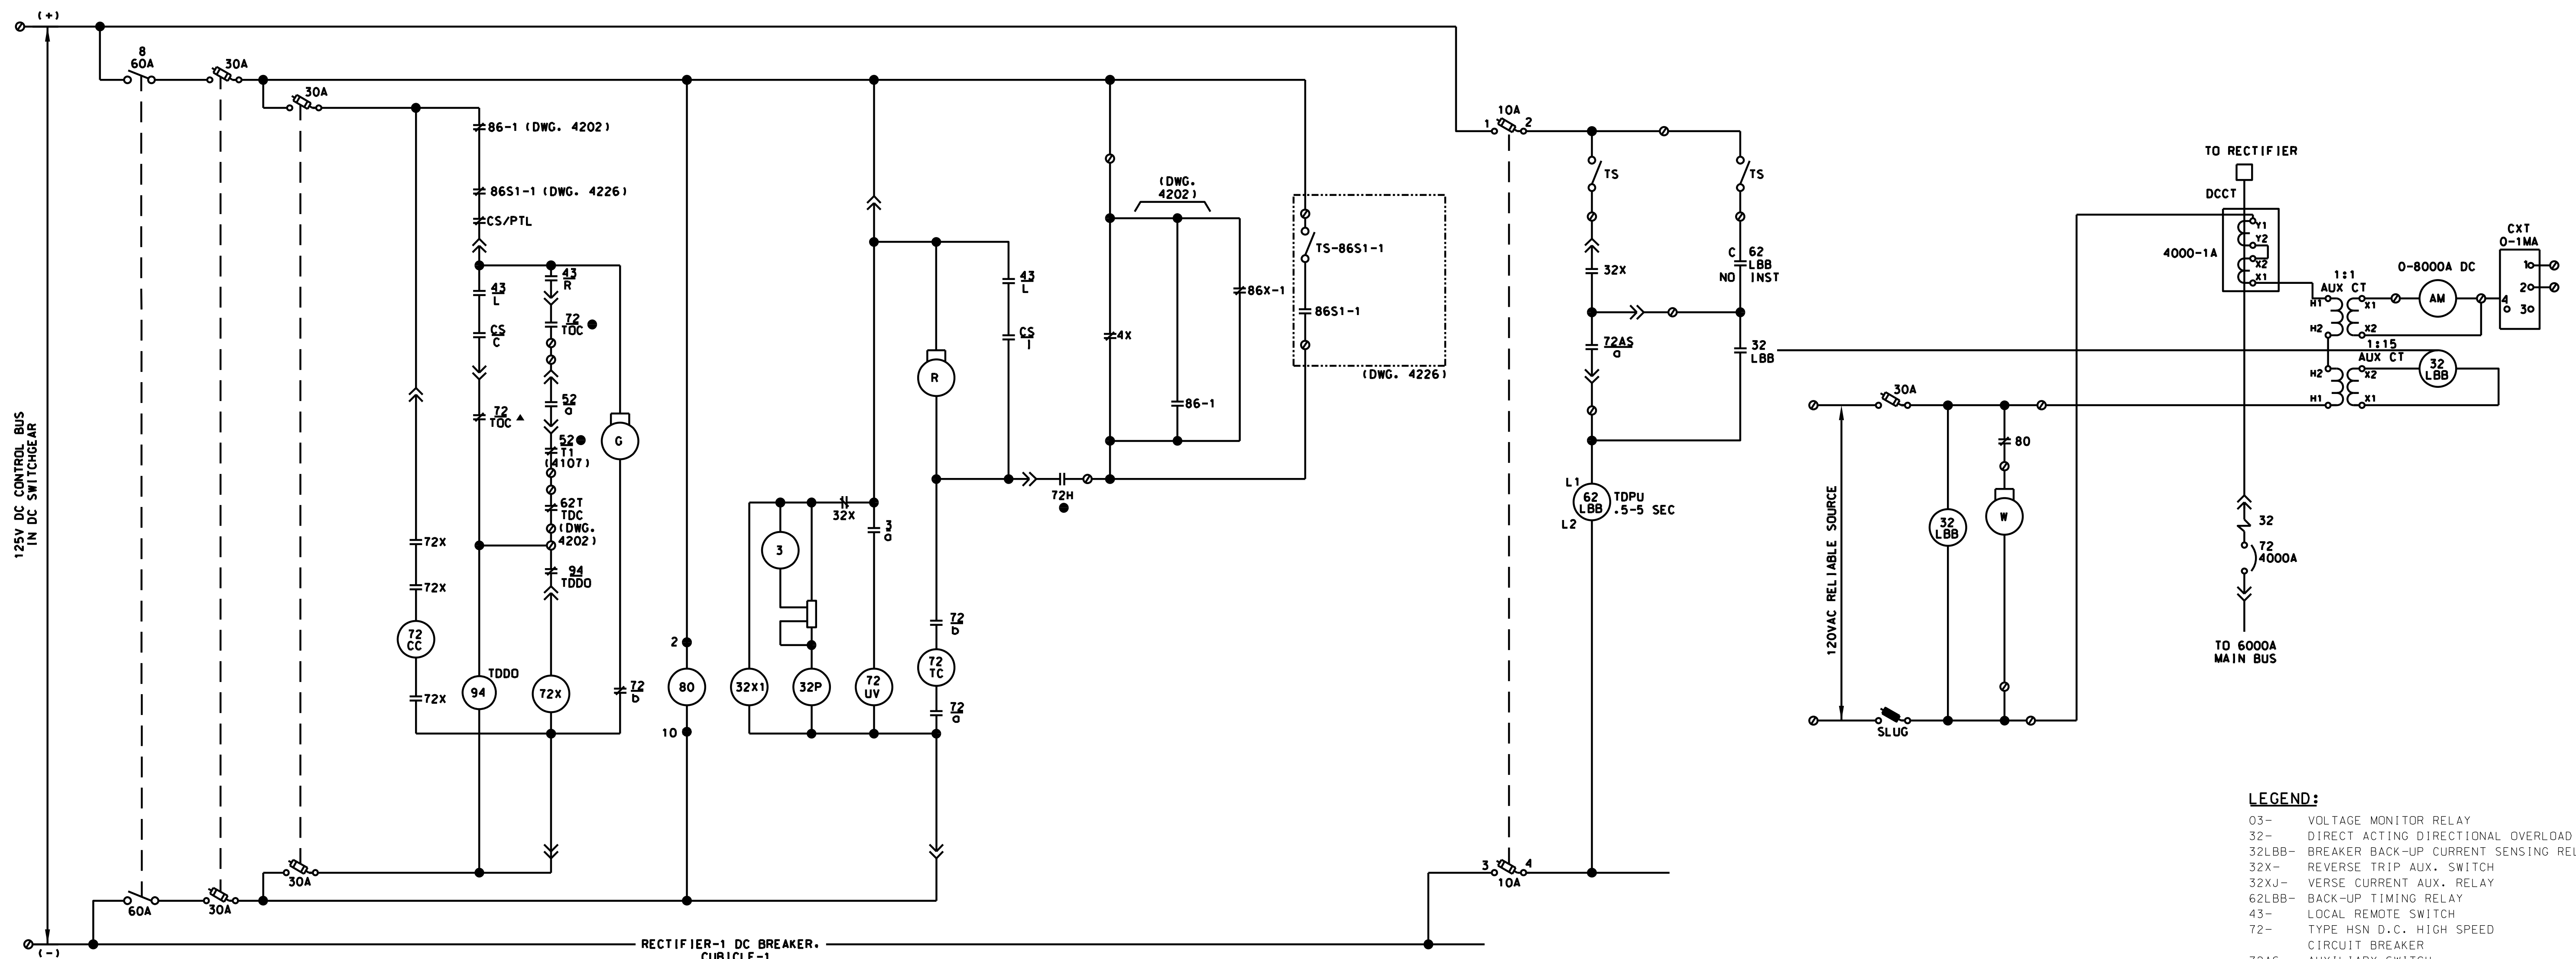 (+)
8
60A
30A
30A
86-1 (DWG. 4202)
86S1-1 (DWG. 4226)
CS/PTL
43
L
CS
C
72
TOC
43
R
72
TOC
52
a
52
T1
(4107)
62T
TDC
(DWG.
4202)
94
TDDO
G
72X
72X
72
CC
72X
TDDO
94
72X
72
b
2
80
10
32X
3
32X1
32P
3
a
72
UV
R
72
b
72
TC
72
a
43
L
CS
I
72H
4X
(DWG.
4202)
86-1
86X-1
TS-86S1-1
86S1-1
(DWG. 4226)
125V DC CONTROL BUS
IN DC SWITCHGEAR
60A
30A
30A
(-)
RECTIFIER-1 DC BREAKER.
CUBICLE-1
10A
1
2
TS
TS
32X
C
62
LBB
NO INST
72AS
a
32
LBB
L1
62
LBB
L2
TDPU
.5-5 SEC
3
4
10A
120VAC RELIABLE SOURCE
30A
80
32
LBB
W
SLUG
TO RECTIFIER
DCCT
4000-1A
Y1
Y2
X2
X1
1:1
AUX CT
H1
X1
H2
X2
0-8000A DC
AM
CXT
0-1MA
1
2
4
3
1:15
AUX CT
H2
X2
H1
X1
32
LBB
32
72
4000A
TO 6000A
MAIN BUS
LEGEND:
03- VOLTAGE MONITOR RELAY
32- DIRECT ACTING DIRECTIONAL OVERLOAD
32LBB- BREAKER BACK-UP CURRENT SENSING
32X- REVERSE TRIP AUX. SWITCH
32XJ- VERSE CURRENT AUX. RELAY
62LBB- BACK-UP TIMING RELAY
43- LOCAL REMOTE SWITCH
72- TYPE HSN D.C. HIGH SPEED
CIRCUIT BREAKER